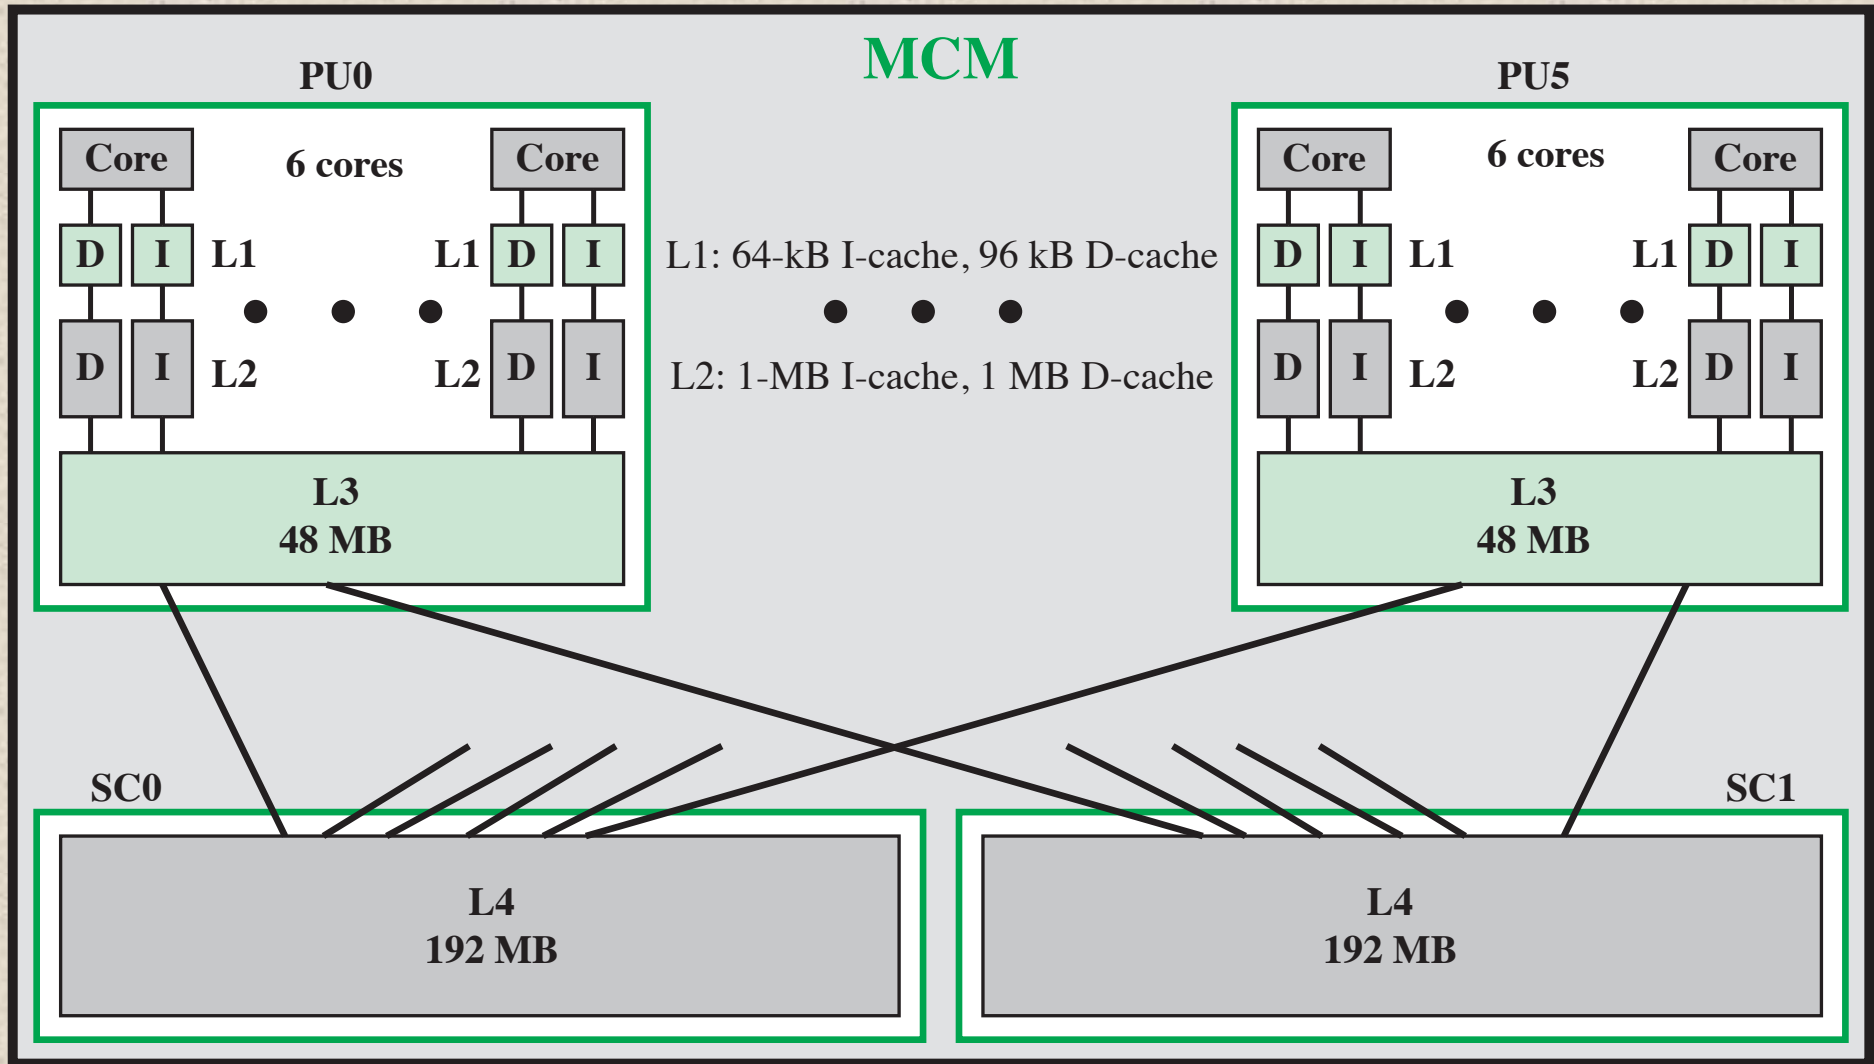 MCM
PU0
PU5
Core
6 cores
Core
Core
6 cores
Core
D I L1
L1 D I
L1: 64-kB I-cache, 96 kB D-cache
D I L1
L1 D I
D I L2
L2 D I
L2: 1-MB I-cache, 1 MB D-cache
D I L2
L2 D I
L3
48 MB
L3
48 MB
SC0
SC1
L4
192 MB
L4
192 MB